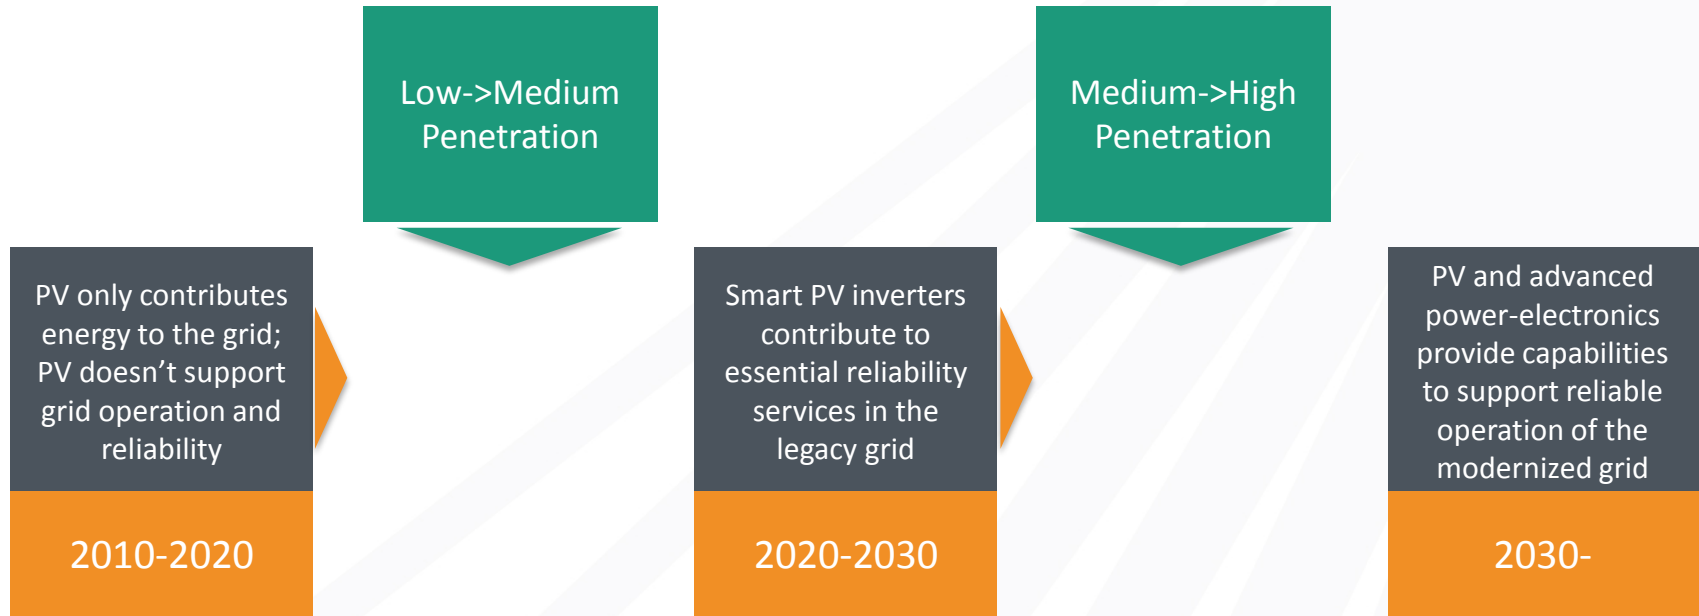 Low->Medium
Penetration
Medium->High
Penetration
PV only contributes
energy to the grid;
PV doesn’t support
grid operation and
reliability
2010-2020
Smart PV inverters
contribute to
essential reliability
services in the
legacy grid
2020-2030
PV and advanced
power-electronics
provide capabilities
to support reliable
operation of the
modernized grid
2030-